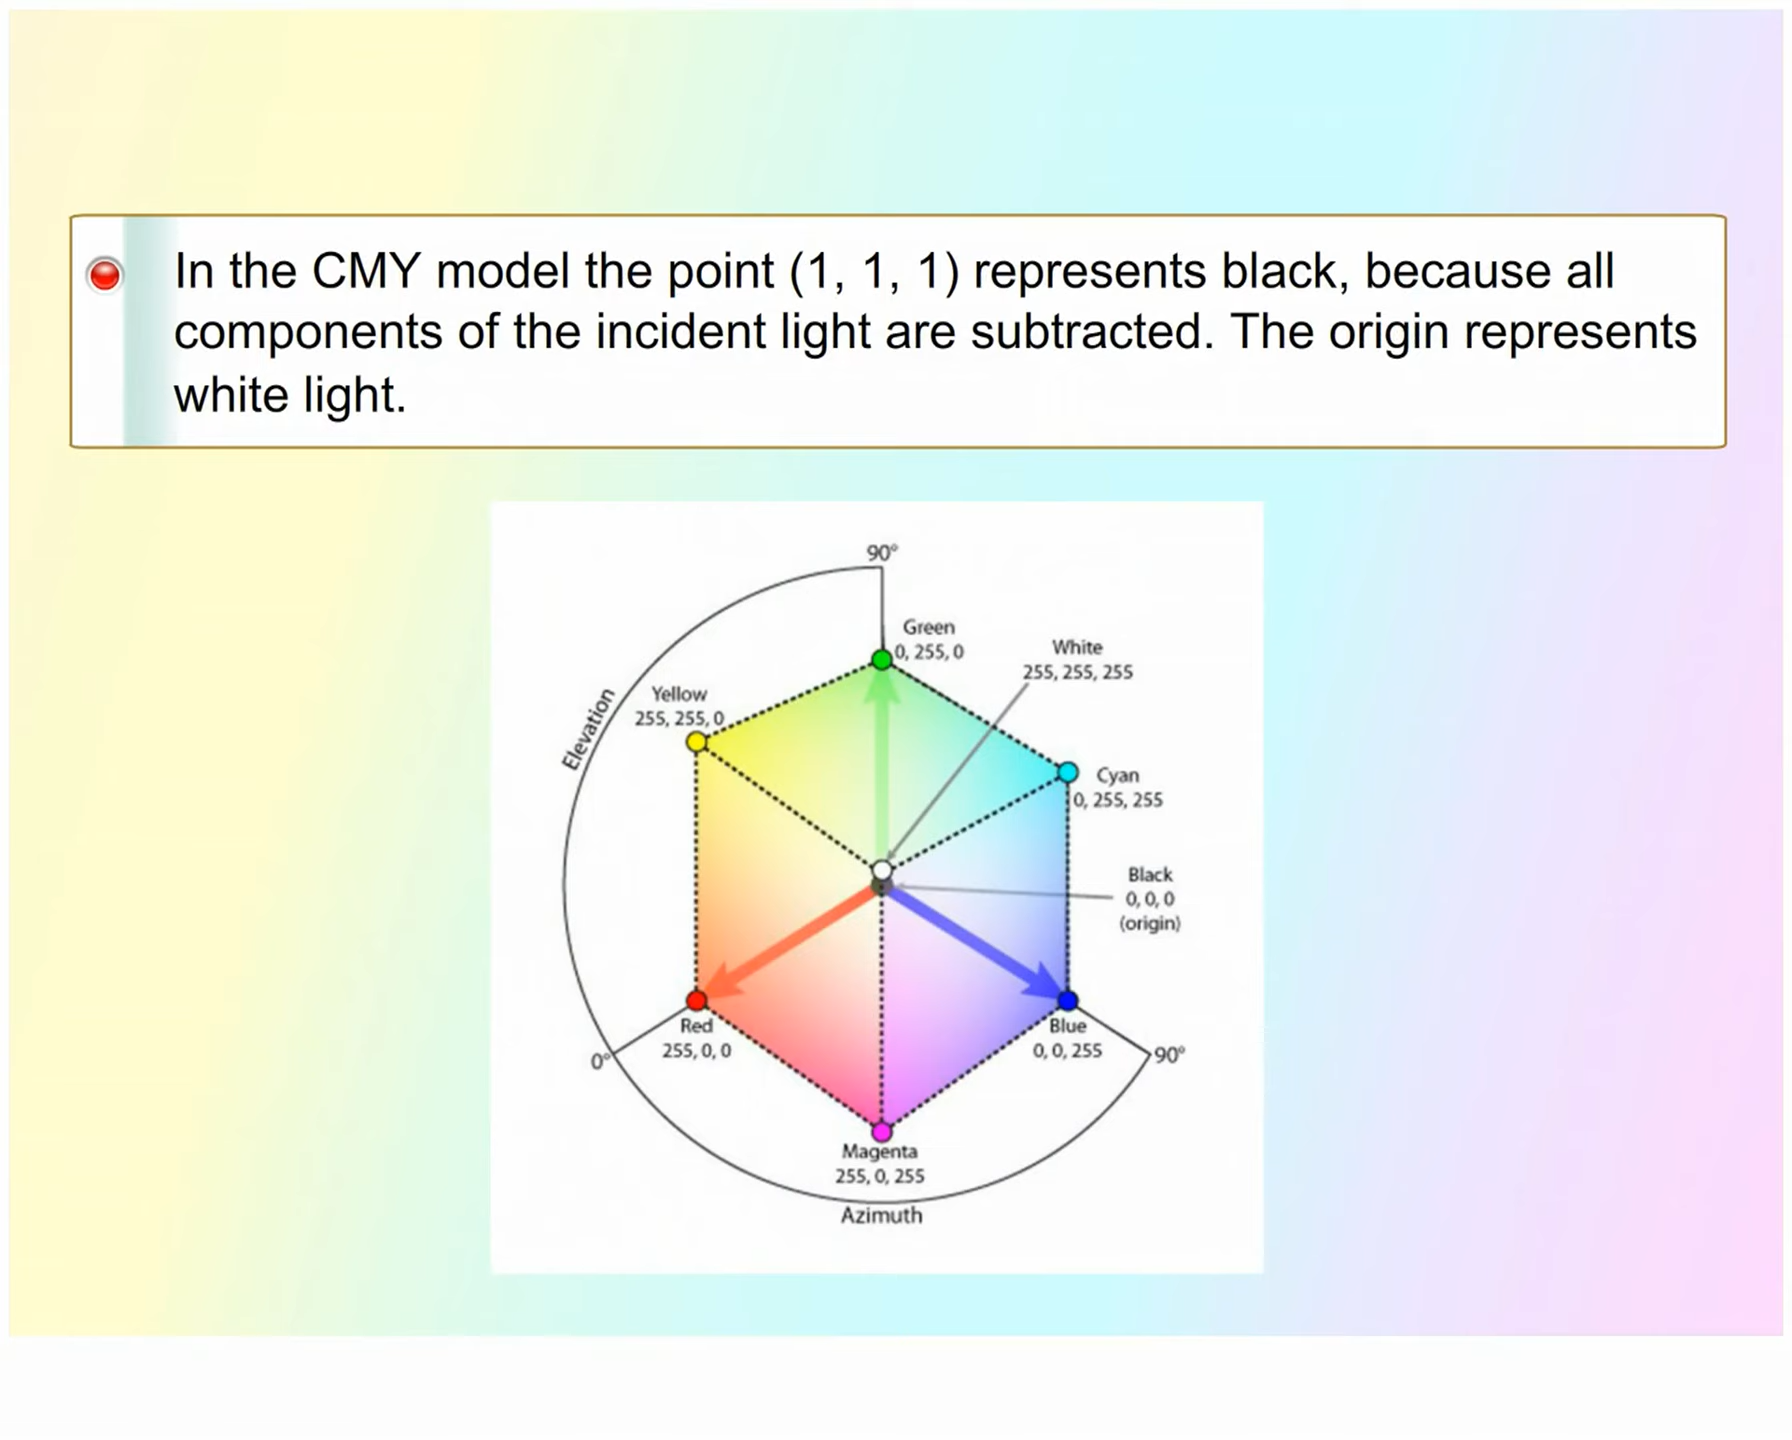 In the CMY model the point (1, 1, 1) represents black, because all
components of the incident light are subtracted. The origin represents
white light.
90°
Green
0, 255, 0
White
255, 255, 255
Yellow
255, 255, 0
Elevation
Cyan
0, 255, 255
Black
0, 0, 0
(origin)
Red
255, 0, 0
Blue
0, 0, 255
0°
90°
Magenta
255, 0, 255
Azimuth